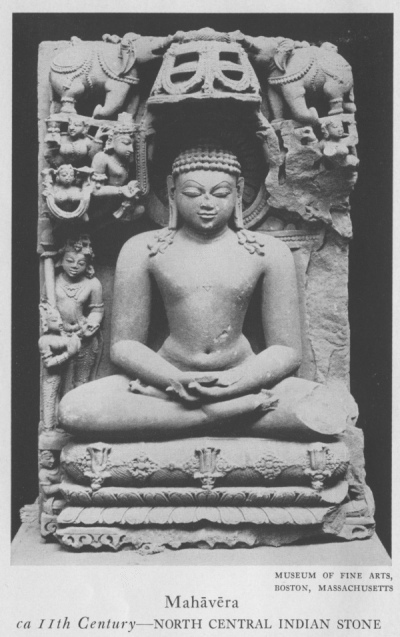 MUSEUM OF FINE ARTS,
BOSTON, MASSACHUSETTS
Mahāvēra
ca 11th Century—NORTH CENTRAL INDIAN STONE